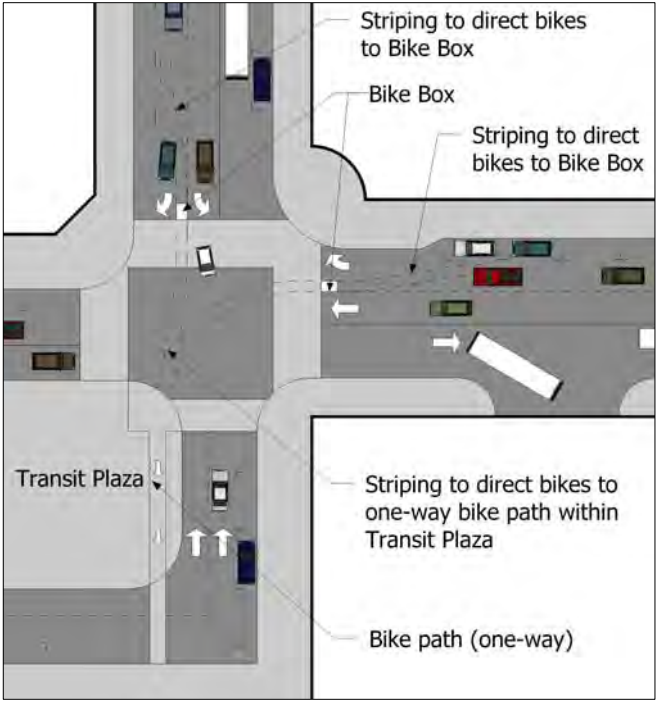 Striping to direct bikes
to Bike Box
Bike Box
Striping to direct
bikes to Bike Box
Transit Plaza
Striping to direct bikes to
one-way bike path within
Transit Plaza
Bike path (one-way)